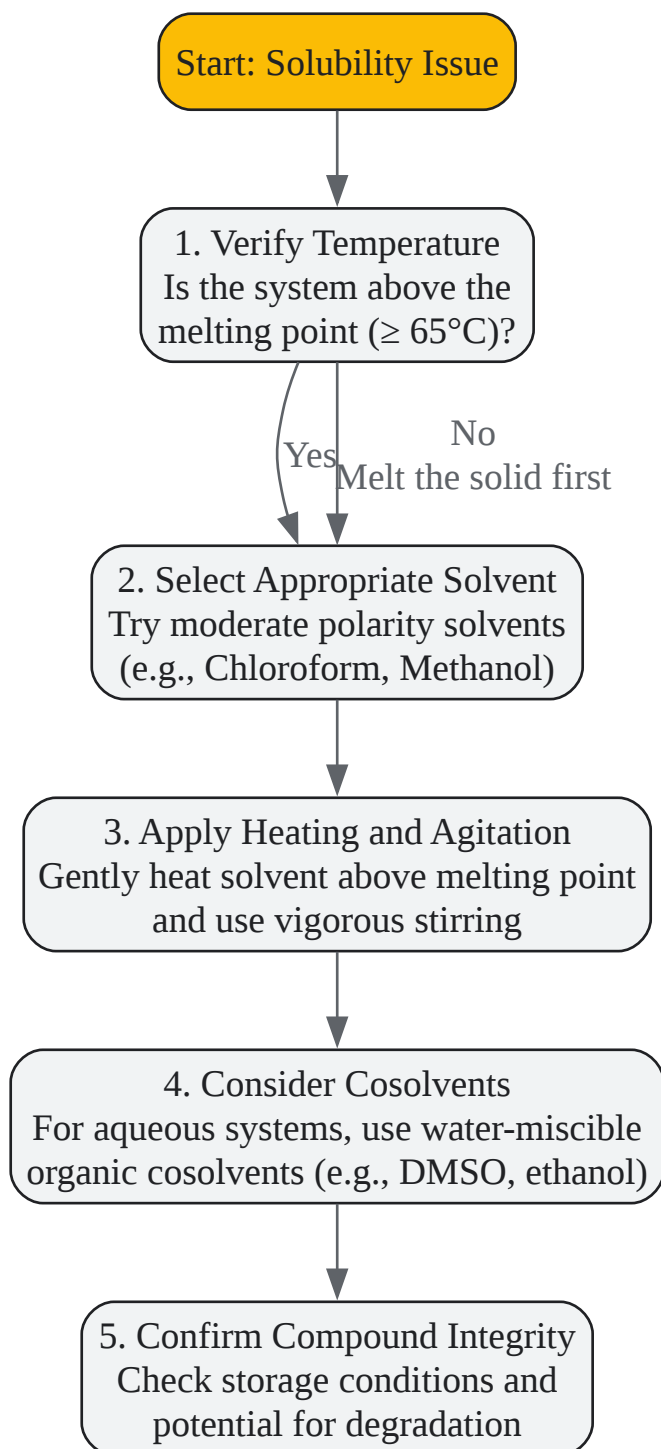 Start: Solubility Issue
1. Verify Temperature
Is the system above the
melting point (≥ 65°C)?
Yes
No
Melt the solid first
2. Select Appropriate Solvent
Try moderate polarity solvents
(e.g., Chloroform, Methanol)
3. Apply Heating and Agitation
Gently heat solvent above melting point
and use vigorous stirring
4. Consider Cosolvents
For aqueous systems, use water-miscible
organic cosolvents (e.g., DMSO, ethanol)
5. Confirm Compound Integrity
Check storage conditions and
potential for degradation